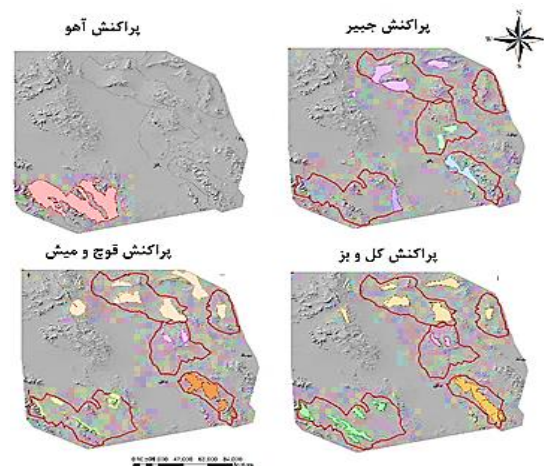 پراکنش آهو
پراکنش جبیر
N
پراکنش قوچ و میش
پراکنش کل و بز